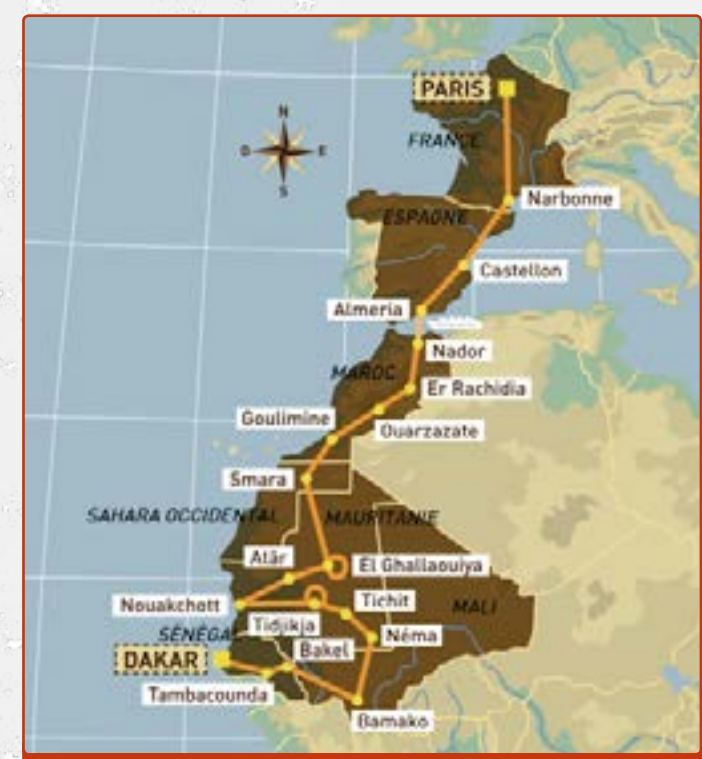 PARIS
N
O E
S
FRANCE
Narbonne
ESPAGNE
Castellon
Almeria
Nador
MAROC
Er Rachidia
Goulimine
Ouarzazate
Smara
SAHARA OCCIDENTAL
MAURITANIE
Atâr
El Ghallaouiya
Nouakchott
Tichit
MALI
Tidjikja
SÉNÉGAL
Néma
Bakel
DAKAR
Tambacounda
Bamako